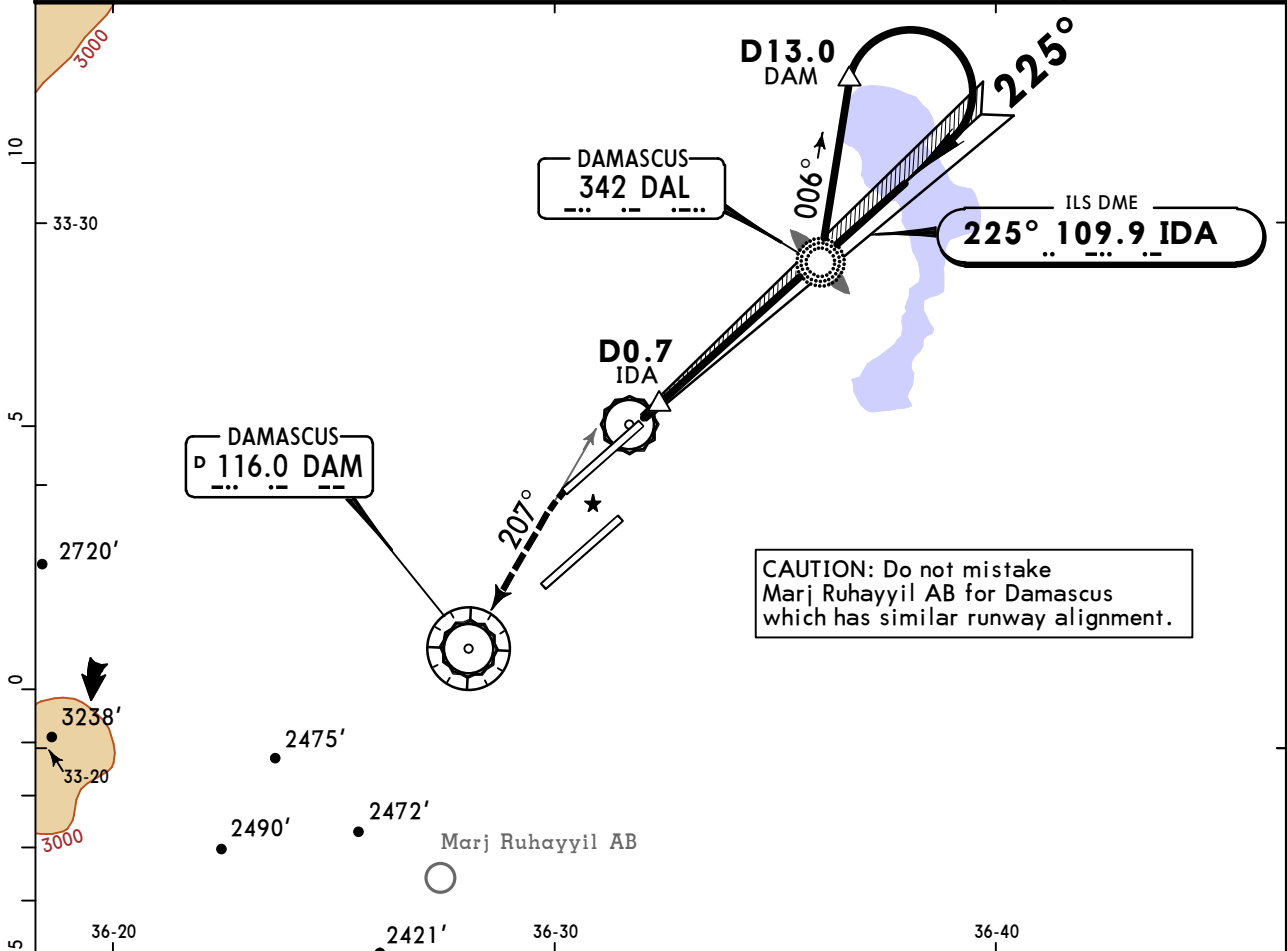 3000
D13.0
DAM
225°
10
DAMASCUS
342 DAL
006°
33-30
ILS DME
225° 109.9 IDA
D0.7
IDA
5
DAMASCUS
D 116.0 DAM
207°
2720'
CAUTION: Do not mistake
Marj Ruhayyil AB for Damascus
which has similar runway alignment.
0
3238'
33-20
2475'
2472'
2490'
3000
Marj Ruhayyil AB
5
36-20
2421'
36-30
36-40